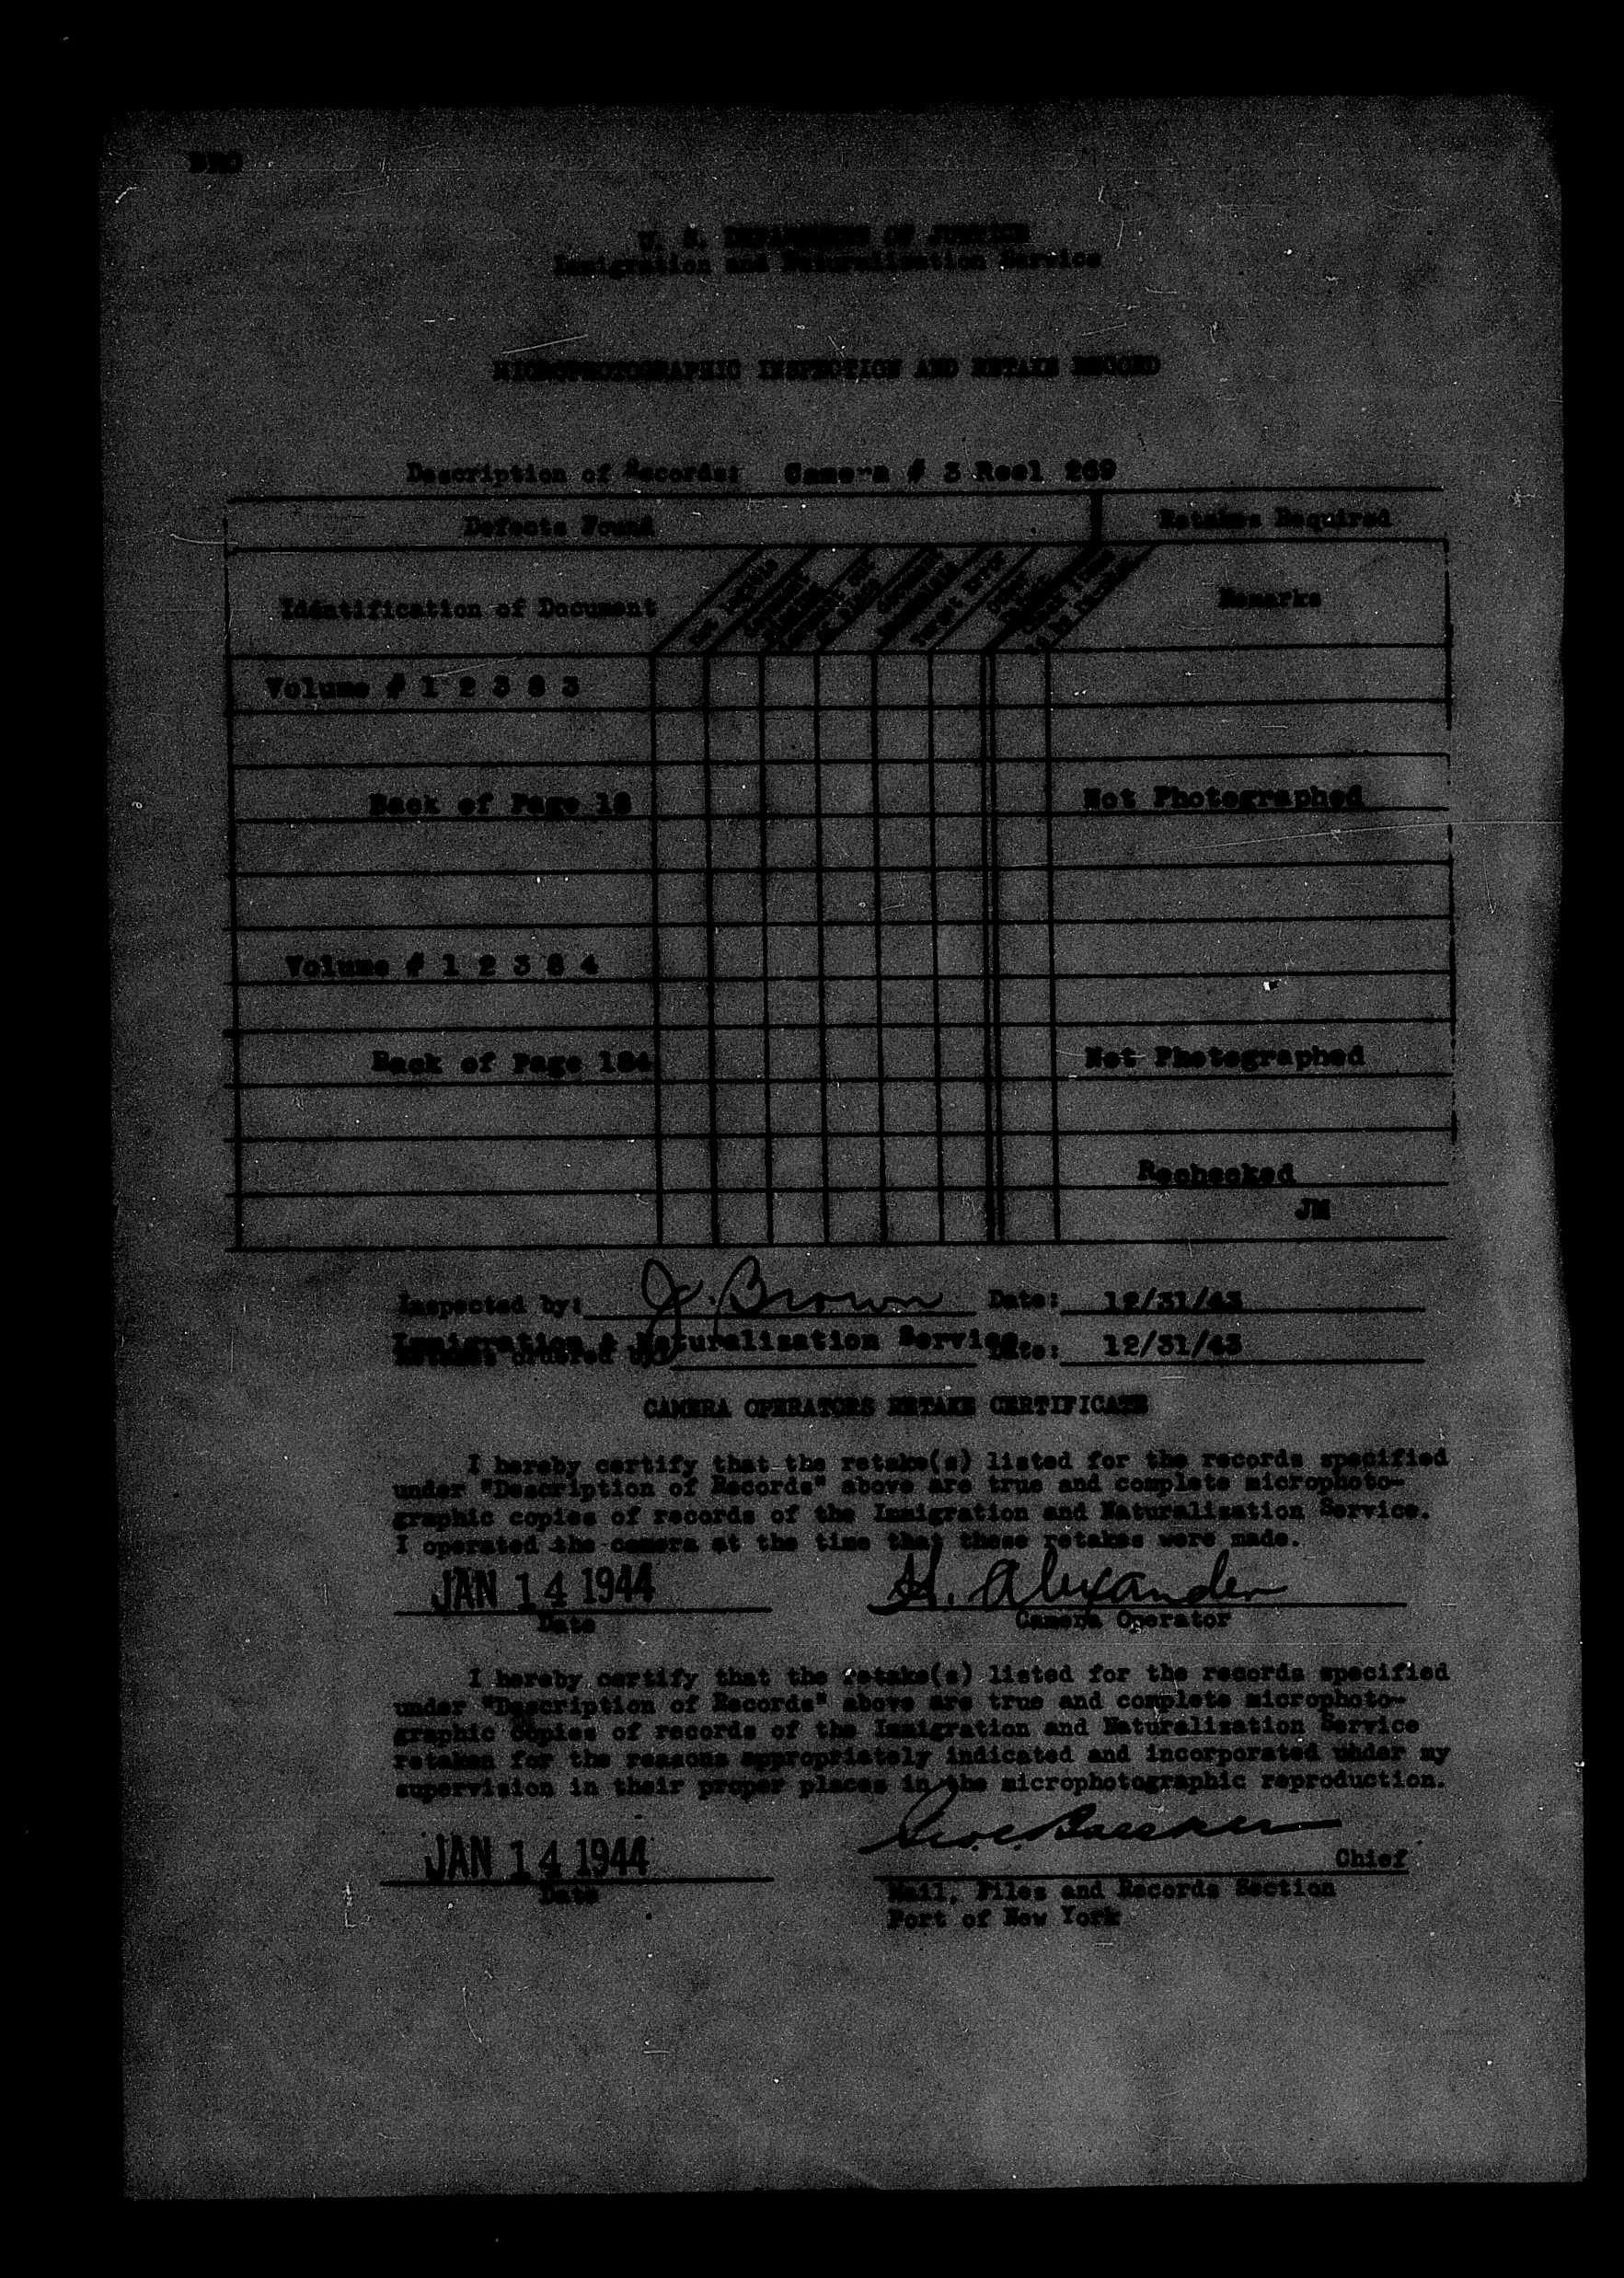 U. S. DEPARTMENT OF JUSTICE
Immigration and Naturalization Service
MICROPHOTOGRAPHIC INSPECTION AND RETAKE RECORD
Description of Records: Camera # 3 Reel 269
Defects Found Retakes Required
Identification of Document Remarks
Volume # 1 2 3 8 3
Back of Page 18 Not Photographed
Volume # 1 2 3 8 4
Back of Page 184 Not Photographed
Rechecked
JM
Inspected by: J. Brown Date: 12/31/43
Immigration & Naturalization Service
Retakes ordered by Date: 12/31/43
CAMERA OPERATORS RETAKE CERTIFICATE
I hereby certify that the retake(s) listed for the records specified
under "Description of Records" above are true and complete microphoto-
graphic copies of records of the Immigration and Naturalization Service.
I operated the camera at the time that these retakes were made.
JAN 14 1944 H. Alexander
Date Camera Operator
I hereby certify that the retake(s) listed for the records specified
under "Description of Records" above are true and complete microphoto-
graphic copies of records of the Immigration and Naturalization Service
retaken for the reasons appropriately indicated and incorporated under my
supervision in their proper places in the microphotographic reproduction.
JAN 14 1944
Chief
Date Mail, Files and Records Section
Port of New York